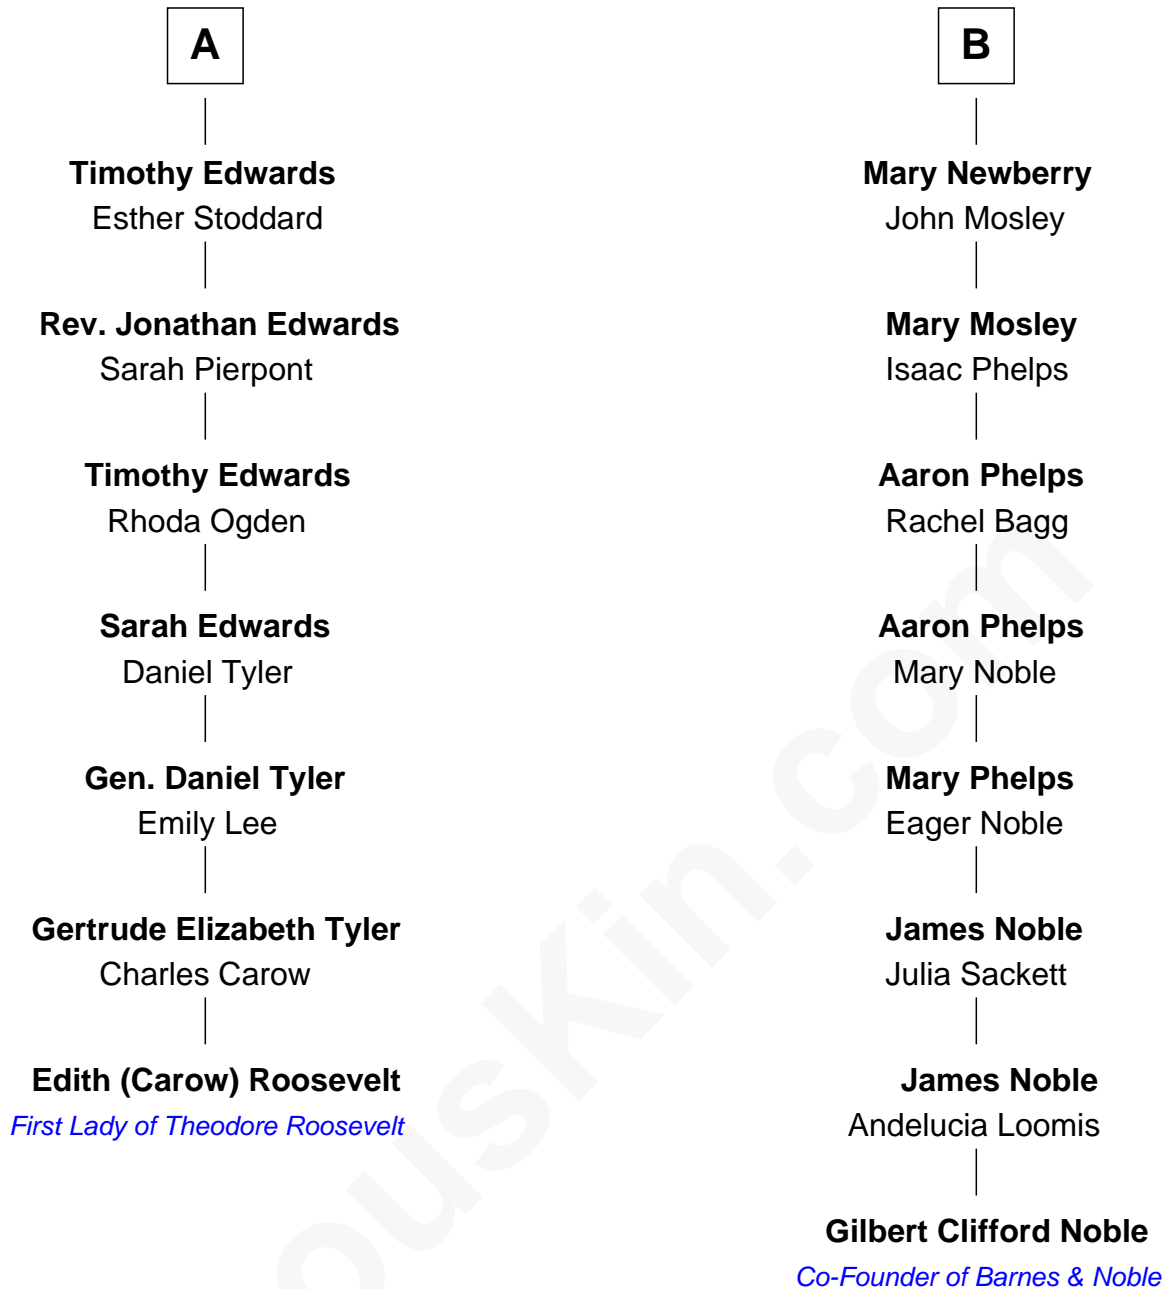 A
Timothy Edwards
Esther Stoddard
Rev. Jonathan Edwards
Sarah Pierpont
Timothy Edwards
Rhoda Ogden
Sarah Edwards
Daniel Tyler
Gen. Daniel Tyler
Emily Lee
Gertrude Elizabeth Tyler
Charles Carow
Edith (Carow) Roosevelt
First Lady of Theodore Roosevelt
B
Mary Newberry
John Mosley
Mary Mosley
Isaac Phelps
Aaron Phelps
Rachel Bagg
Aaron Phelps
Mary Noble
Mary Phelps
Eager Noble
James Noble
Julia Sackett
James Noble
Andelucia Loomis
Gilbert Clifford Noble
Co-Founder of Barnes & Noble
ousKin.com